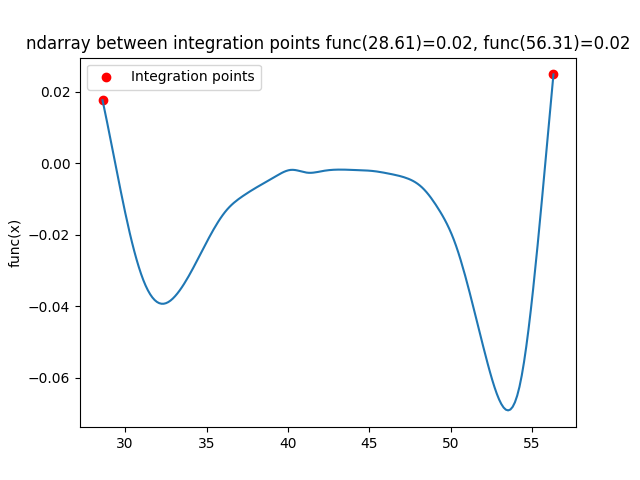 ndarray between integration points func(28.61)=0.02, func(56.31)=0.02
Integration points
func(x)
0.02
0.00
−0.02
−0.04
−0.06
30 35 40 45 50 55